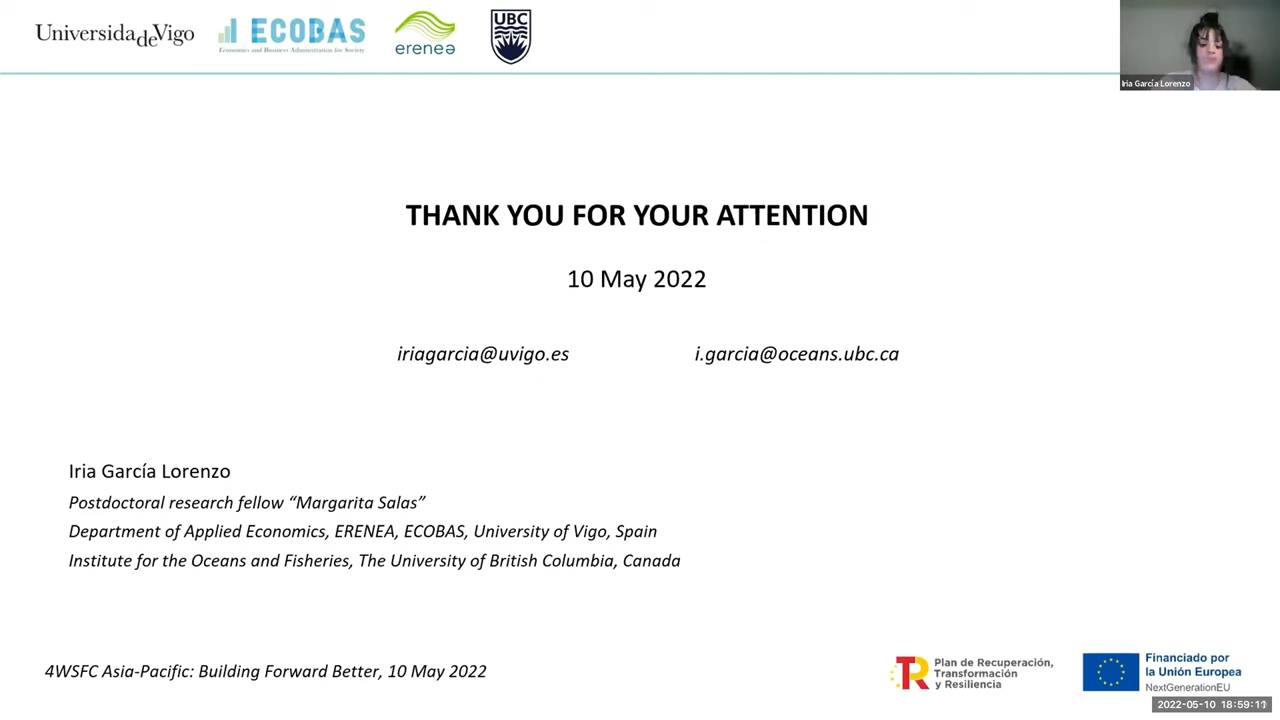 Universidade Vigo
ECOBAS
Economics and Business Administration for Society
erenea
UBC
Iria García Lorenzo
THANK YOU FOR YOUR ATTENTION
10 May 2022
iriagarcia@uvigo.es
i.garcia@oceans.ubc.ca
Iria García Lorenzo
Postdoctoral research fellow “Margarita Salas”
Department of Applied Economics, ERENEA, ECOBAS, University of Vigo, Spain
Institute for the Oceans and Fisheries, The University of British Columbia, Canada
4WSFC Asia-Pacific: Building Forward Better, 10 May 2022
Plan de Recuperación,
Transformación
y Resiliencia
Financiado por
la Unión Europea
NextGenerationEU
2022-05-10 18:59:11